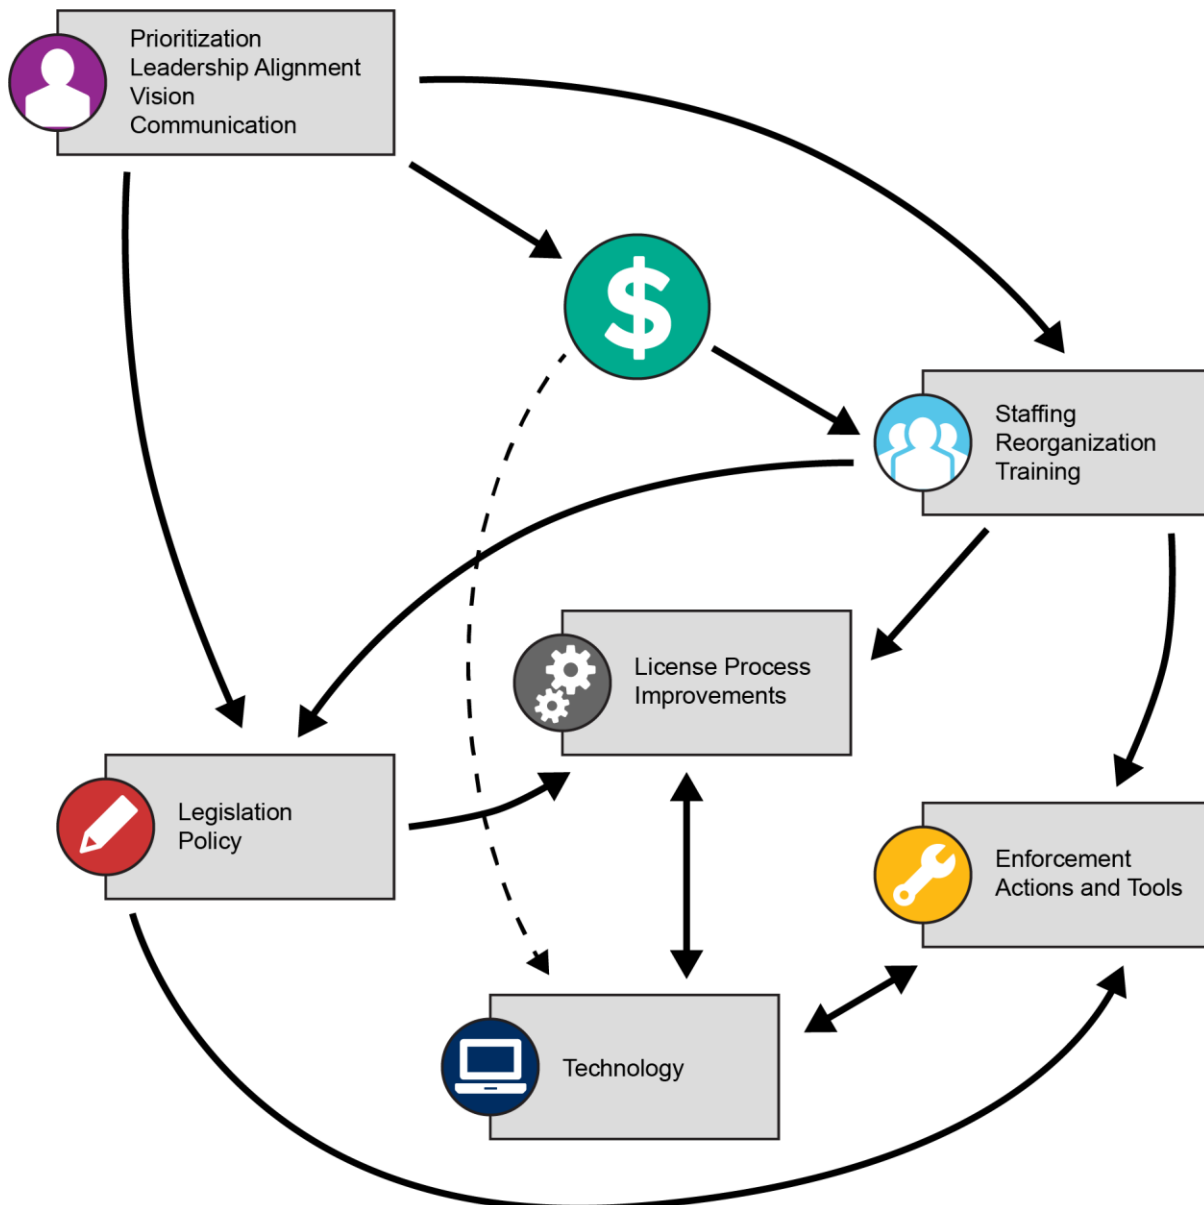 Prioritization
Leadership Alignment
Vision
Communication
$
Staffing
Reorganization
Training
License Process
Improvements
Legislation
Policy
Enforcement
Actions and Tools
Technology